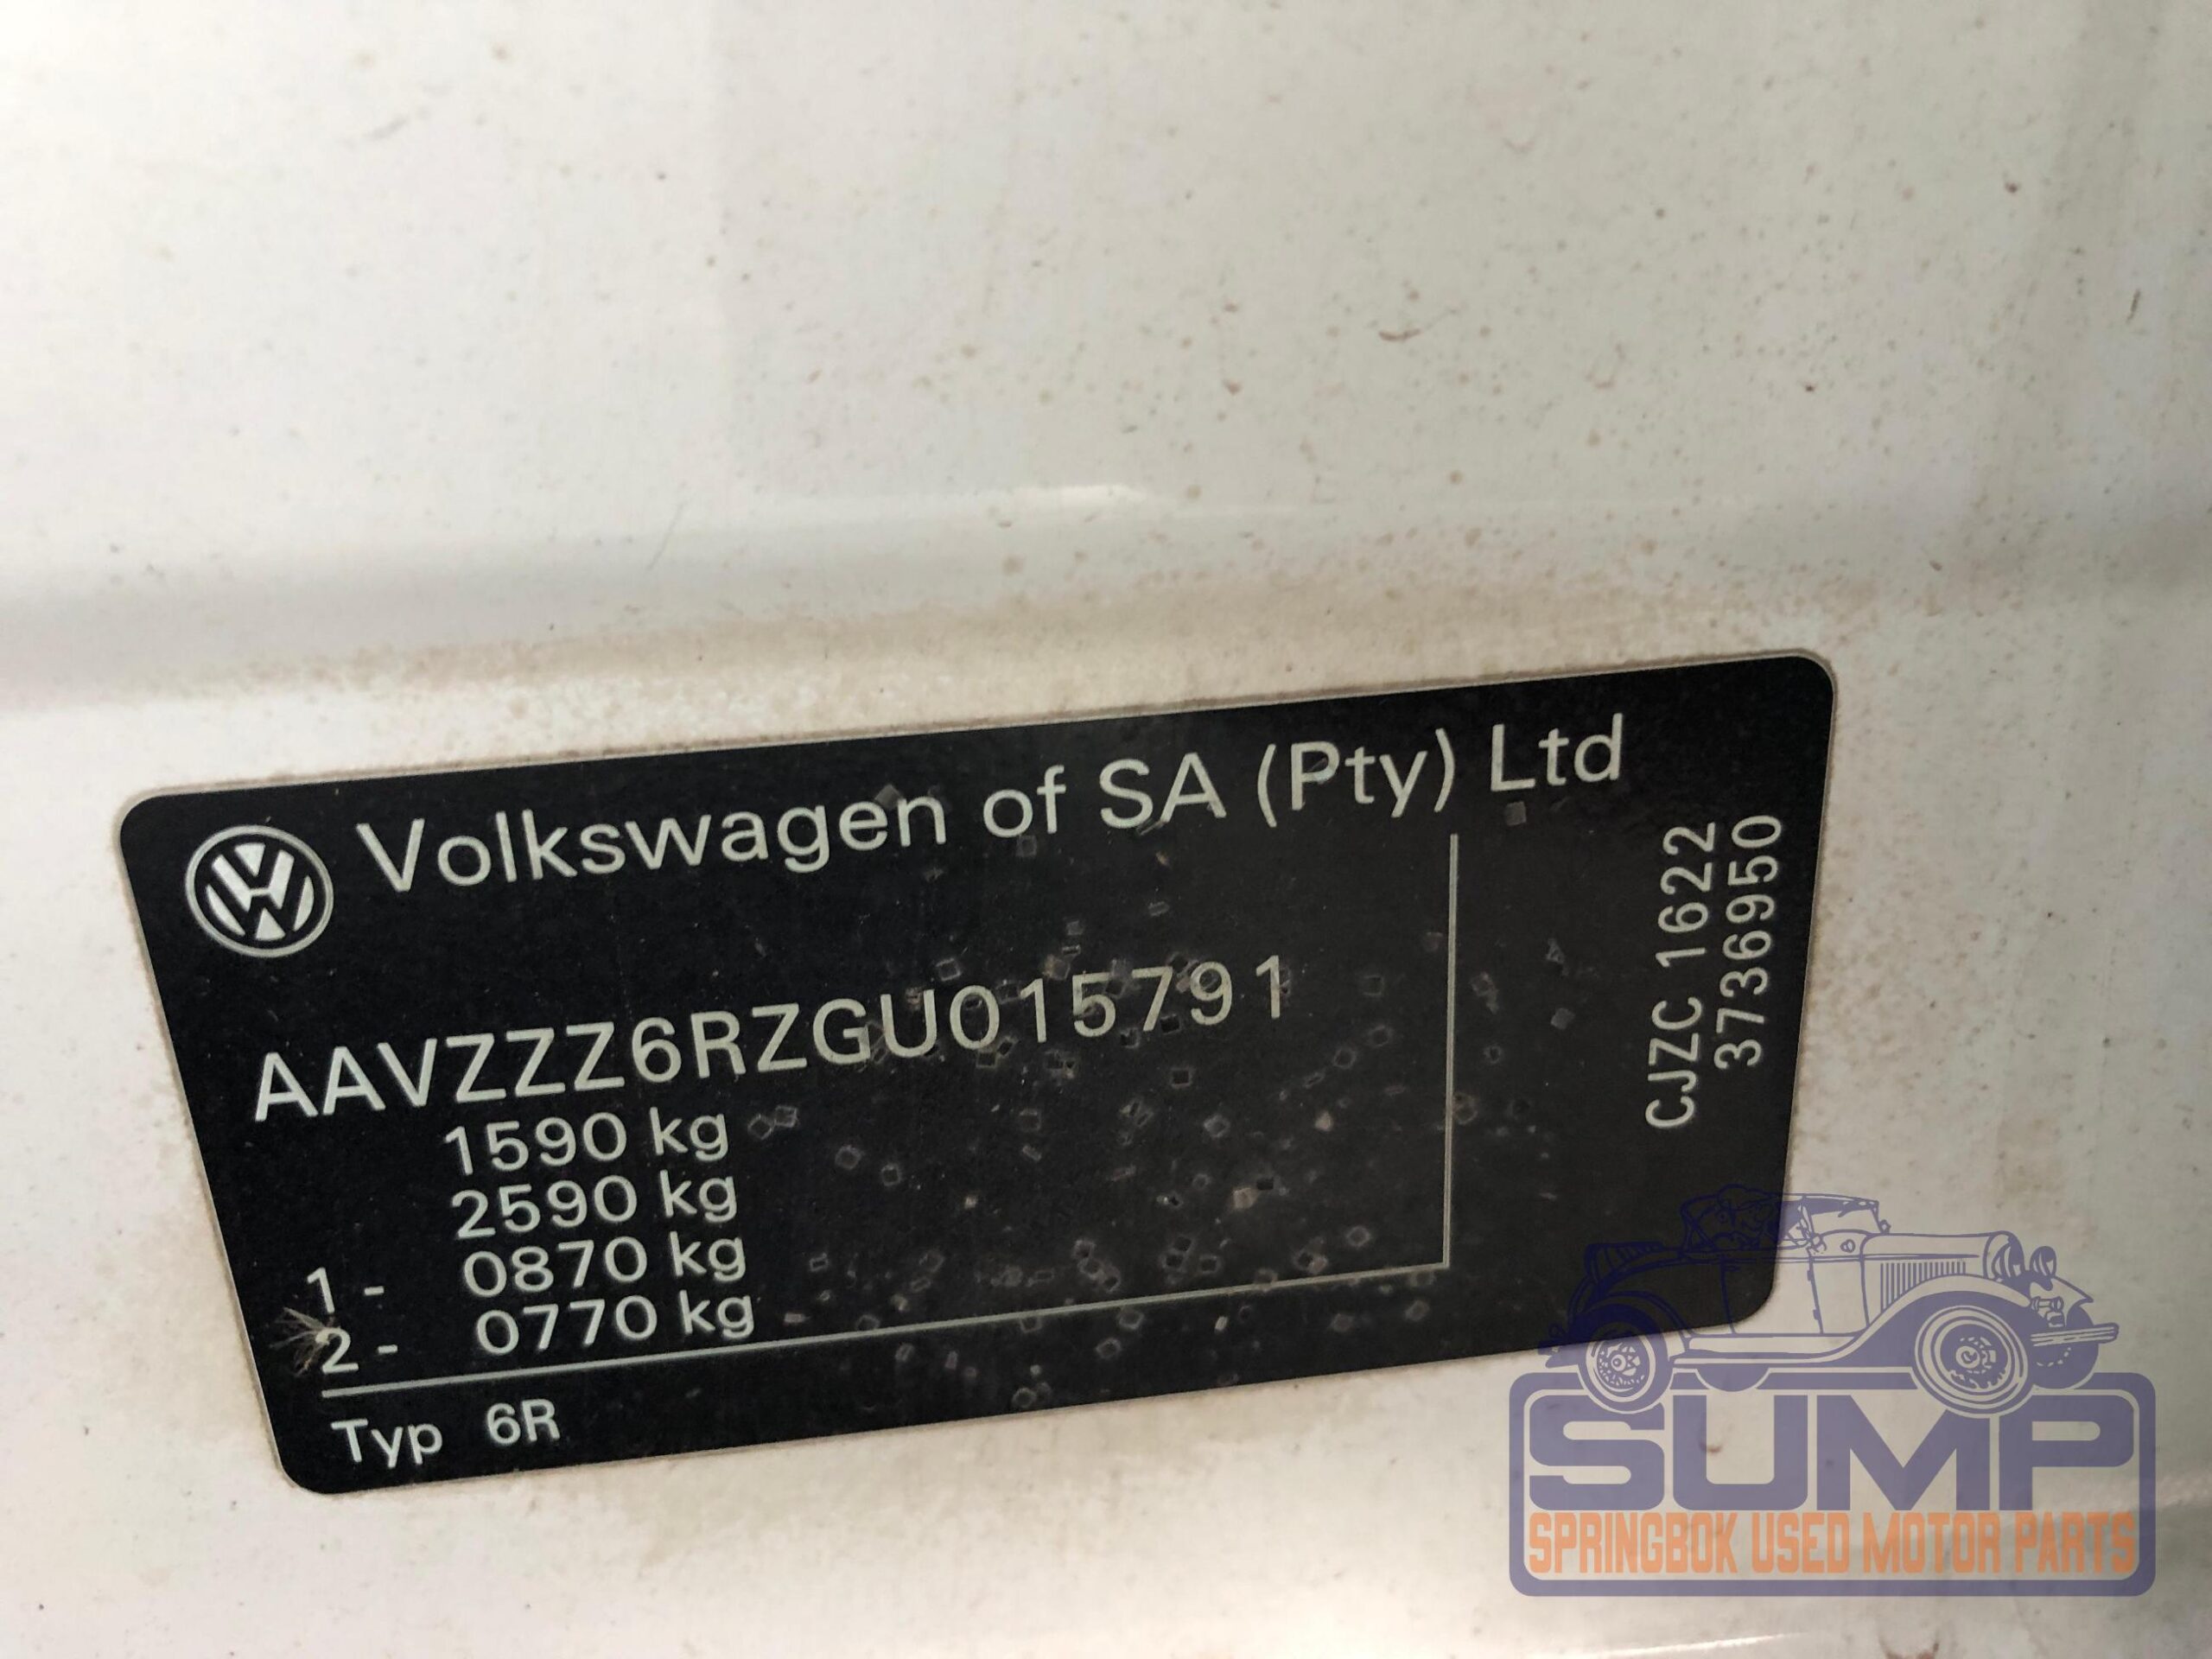 Volkswagen of SA (Pty) Ltd
AAVZZZ6RZGU015791
1590 kg
2590 kg
1 - 0870 kg
2 - 0770 kg
Typ 6R
CJZC 1622
3736950
SUMP
SPRINGBOK USED MOTOR PARTS